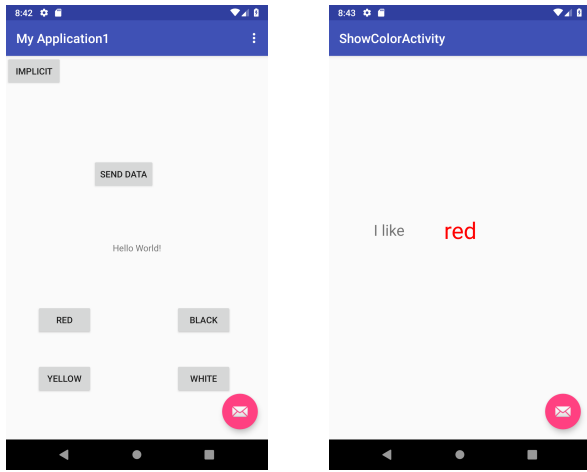 8:42
My Application1
IMPLICIT
SEND DATA
Hello World!
RED BLACK
YELLOW WHITE
8:43
ShowColorActivity
I like red